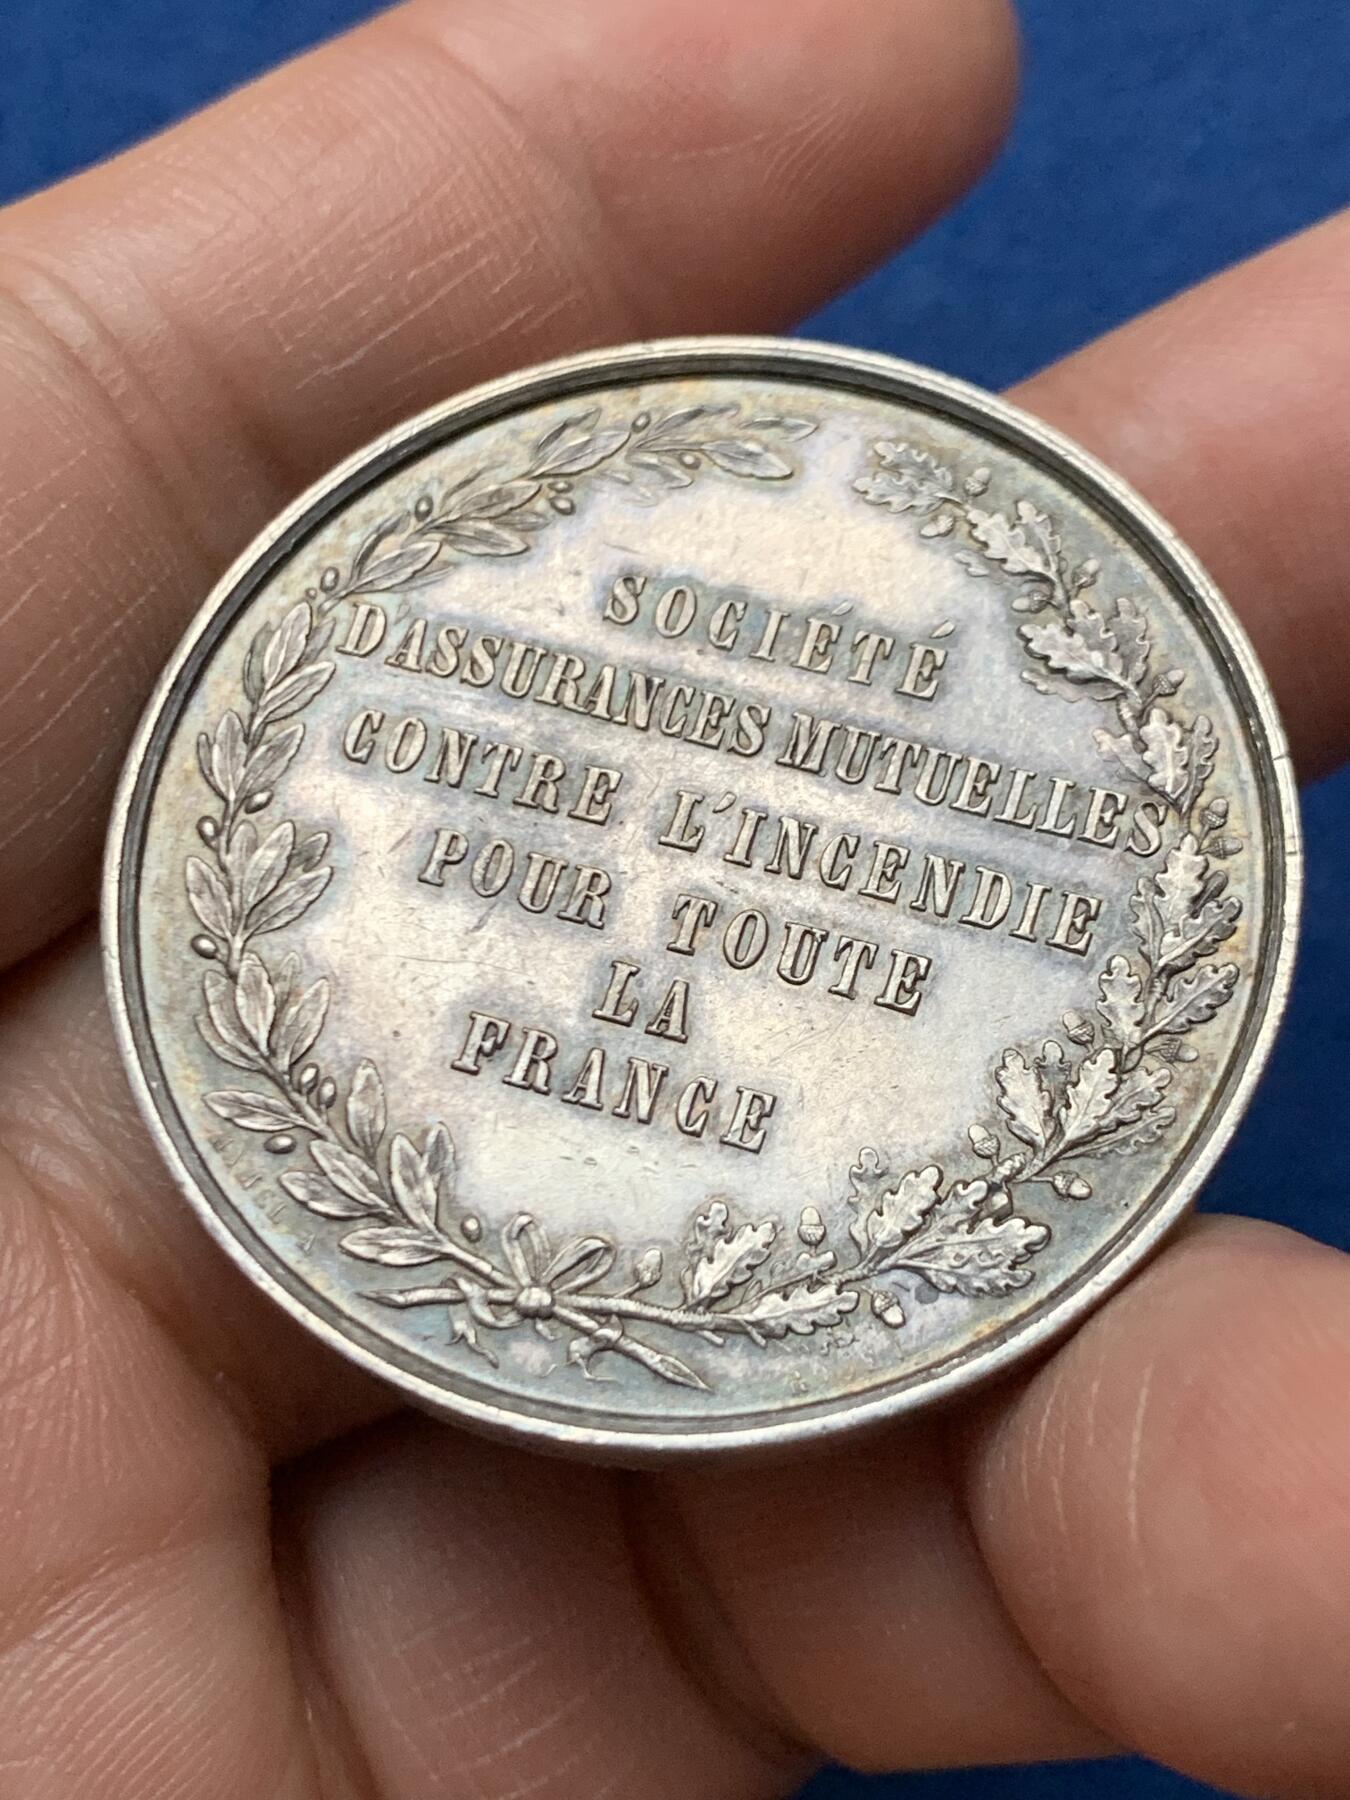 SOCIÉTÉ
D'ASSURANCES MUTUELLES
CONTRE L'INCENDIE
POUR TOUTE
LA
FRANCE